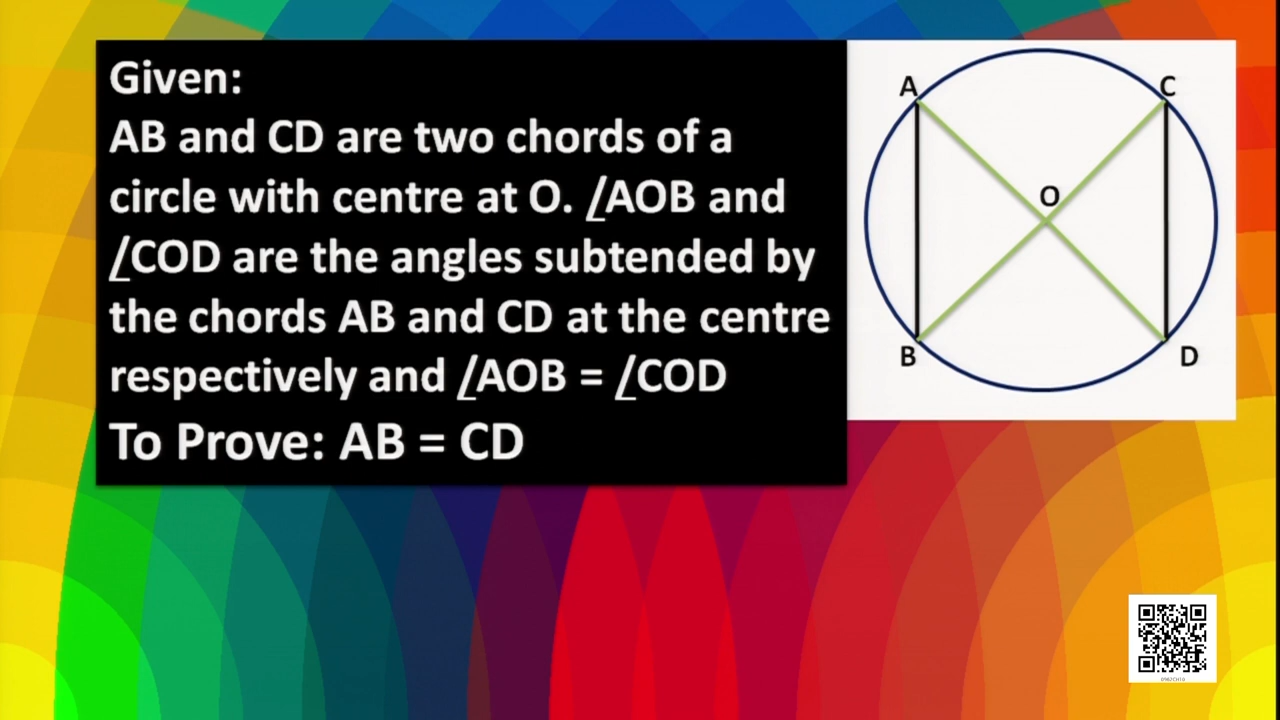 Given:
AB and CD are two chords of a
circle with centre at O. ∠AOB and
∠COD are the angles subtended by
the chords AB and CD at the centre
respectively and ∠AOB = ∠COD
To Prove: AB = CD
A
C
O
B
D